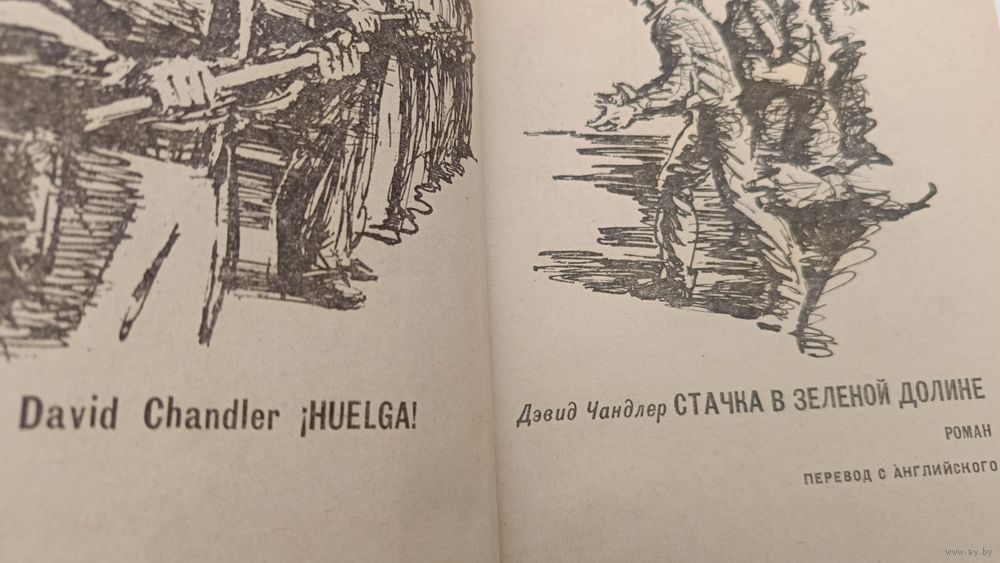 David Chandler ¡HUELGA!
Дэвид Чандлер СТАЧКА В ЗЕЛЕНОЙ ДОЛИНЕ
РОМАН
ПЕРЕВОД С АНГЛИЙСКОГО
www.ay.by